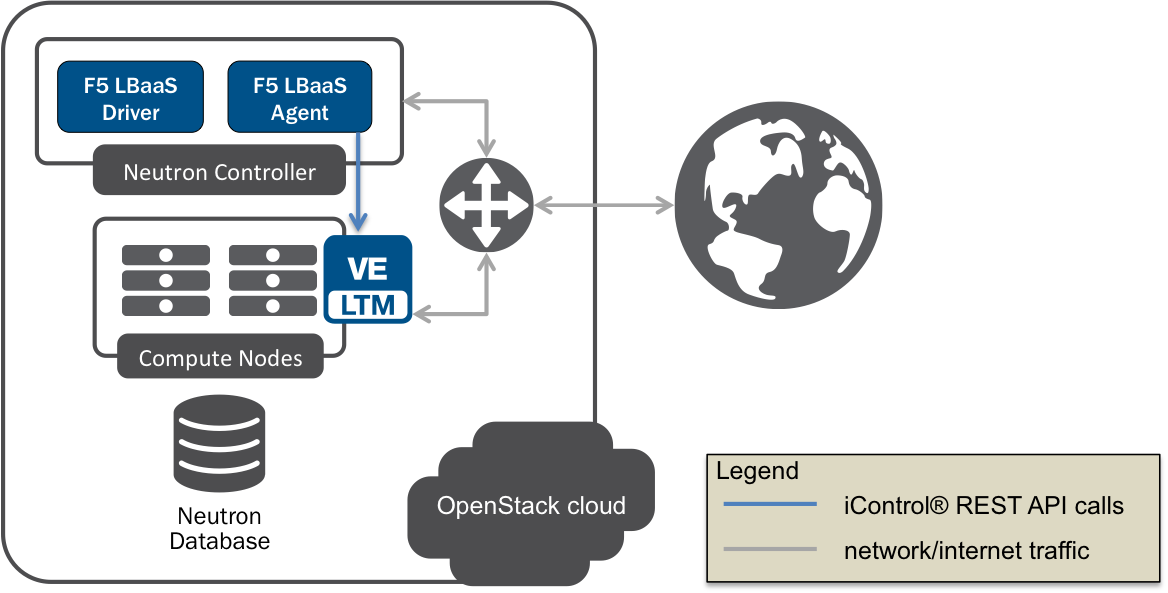 F5 LBaaS
Driver
F5 LBaaS
Agent
Neutron Controller
VE
LTM
Compute Nodes
Neutron
Database
OpenStack cloud
Legend
iControl® REST API calls
network/internet traffic